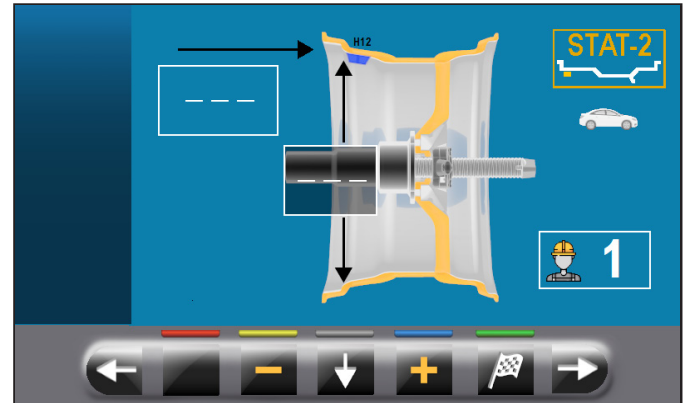 H12
STAT-2
_ _ _
_ _ _
1